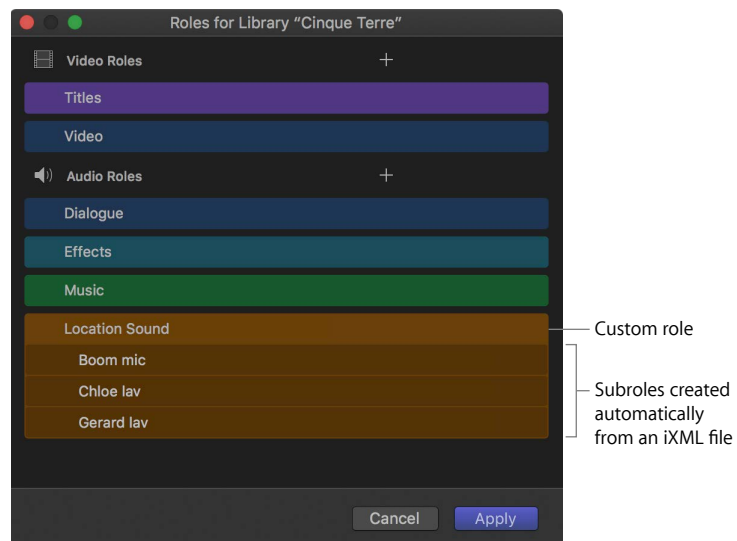 Roles for Library “Cinque Terre”
Video Roles
Titles
Video
Audio Roles
Dialogue
Effects
Music
Location Sound
Custom role
Boom mic
Chloe lav
Subroles created
automatically
from an iXML file
Gerard lav
Cancel
Apply